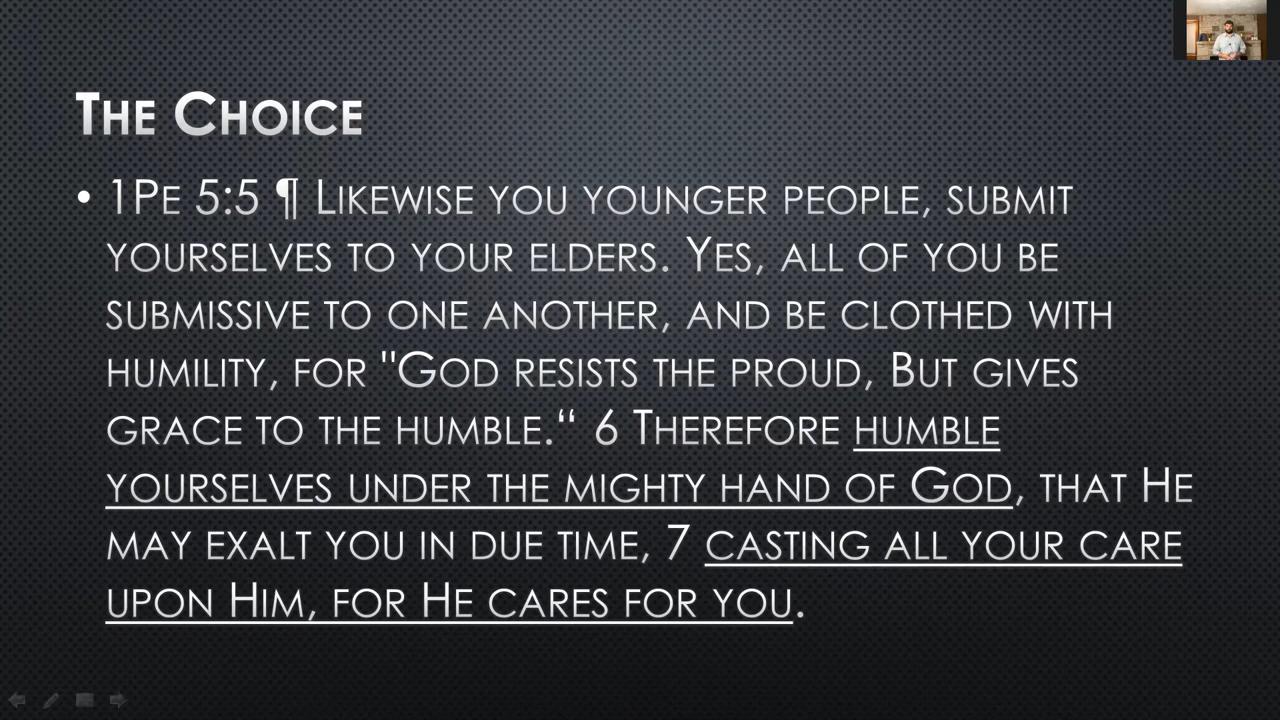 The Choice
• 1Pe 5:5 ¶ Likewise you younger people, submit
yourselves to your elders. Yes, all of you be
submissive to one another, and be clothed with
humility, for "God resists the proud, But gives
grace to the humble.“ 6 Therefore humble
yourselves under the mighty hand of God, that He
may exalt you in due time, 7 casting all your care
upon Him, for He cares for you.